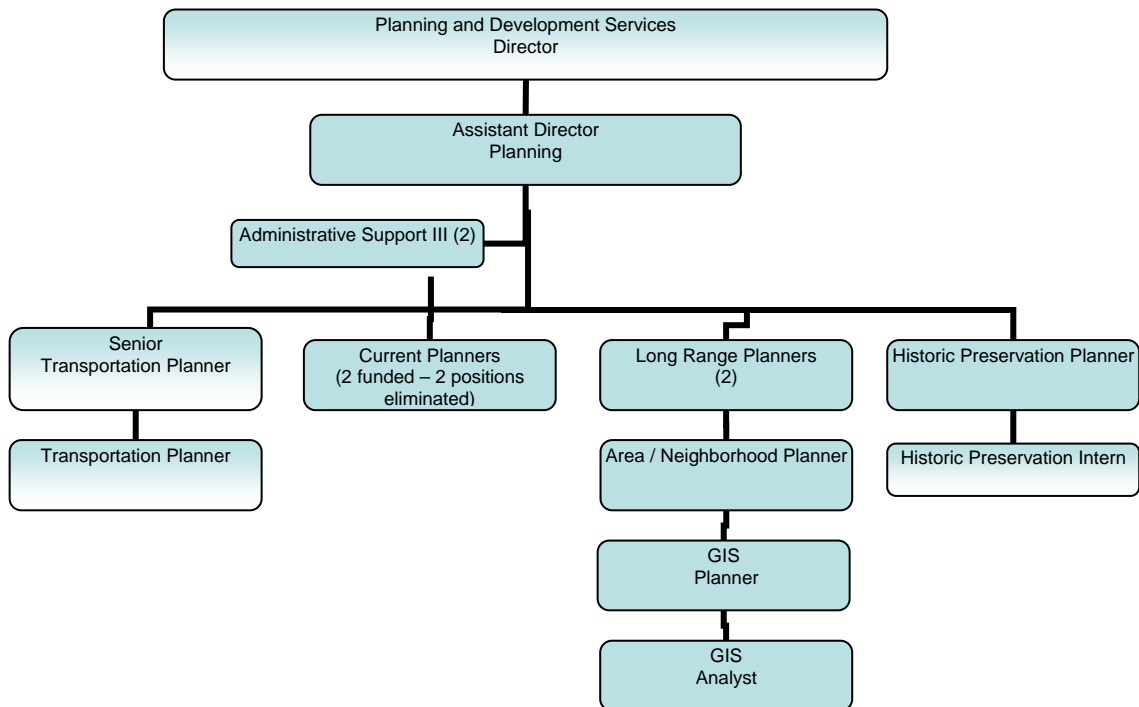 Planning and Development Services
Director
Assistant Director
Planning
Administrative Support III (2)
Senior
Transportation Planner
Current Planners
(2 funded – 2 positions
eliminated)
Long Range Planners
(2)
Historic Preservation Planner
Transportation Planner
Area / Neighborhood Planner
Historic Preservation Intern
GIS
Planner
GIS
Analyst